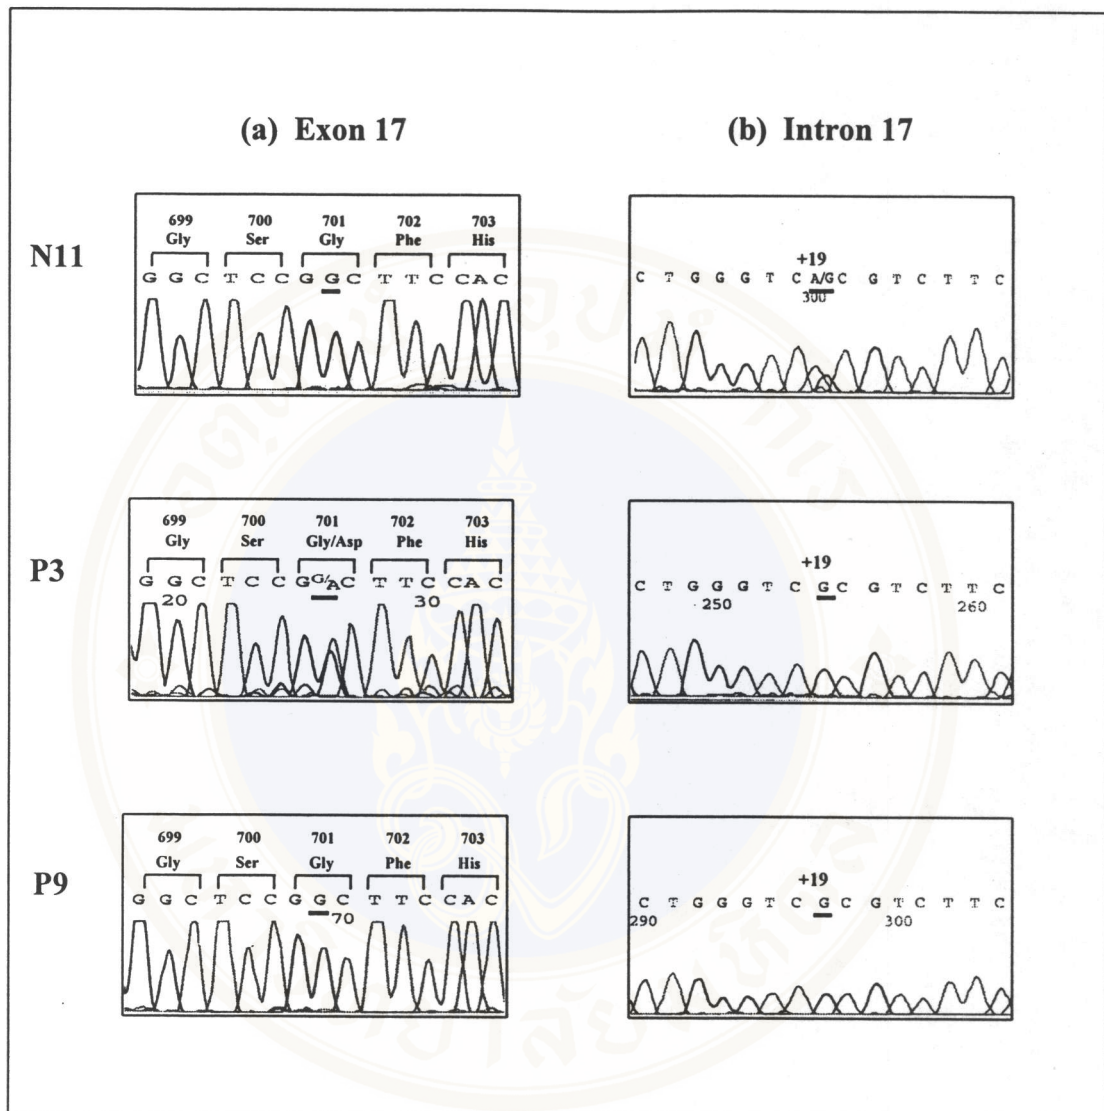 (a) Exon 17
(b) Intron 17
N11
699 700 701 702 703
Gly Ser Gly Phe His
G G C T C C G G C T T C C A C
+19
C T G G G T C A/G C G T C T T C
300
P3
699 700 701 702 703
Gly Ser Gly/Asp Phe His
G G C T C C G G/A C T T C C A C
20 30
+19
C T G G G T C G C G T C T T C
250 260
P9
699 700 701 702 703
Gly Ser Gly Phe His
G G C T C C G G C T T C C A C
70
+19
C T G G G T C G C G T C T T C
290 300